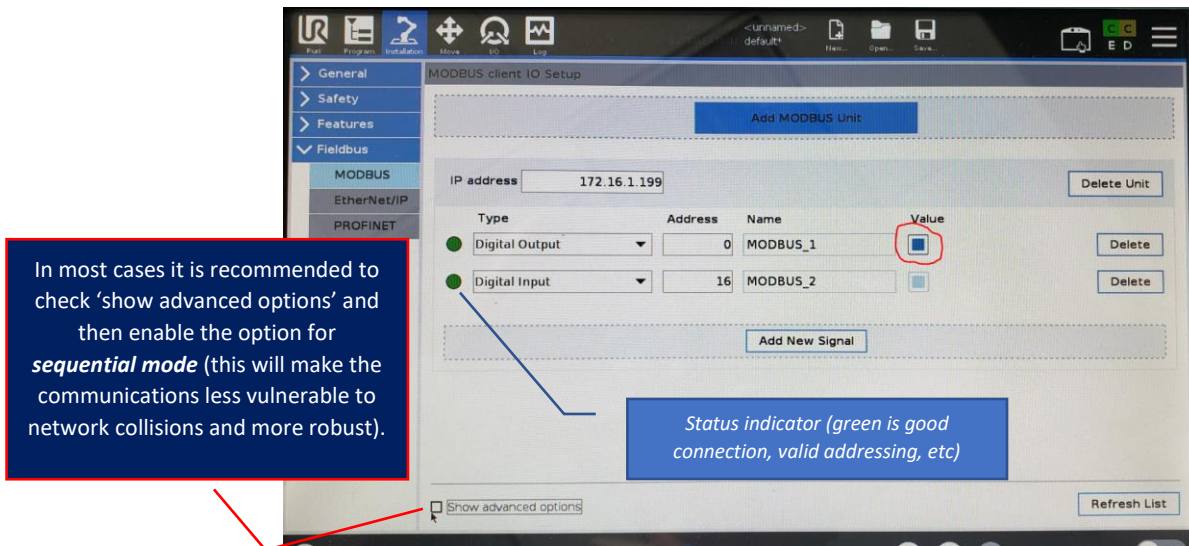 UR
Run Program Installation Move I/O Log
<unnamed>
default*
New... Open... Save...
C C
E D
General
MODBUS client IO Setup
Safety
Features
Add MODBUS Unit
Fieldbus
MODBUS
IP address 172.16.1.199
Delete Unit
EtherNet/IP
PROFINET
Type Address Name Value
Digital Output 0 MODBUS_1 Delete
Digital Input 16 MODBUS_2 Delete
Add New Signal
In most cases it is recommended to
check ‘show advanced options’ and
then enable the option for
sequential mode (this will make the
communications less vulnerable to
network collisions and more robust).
Status indicator (green is good
connection, valid addressing, etc)
Show advanced options
Refresh List